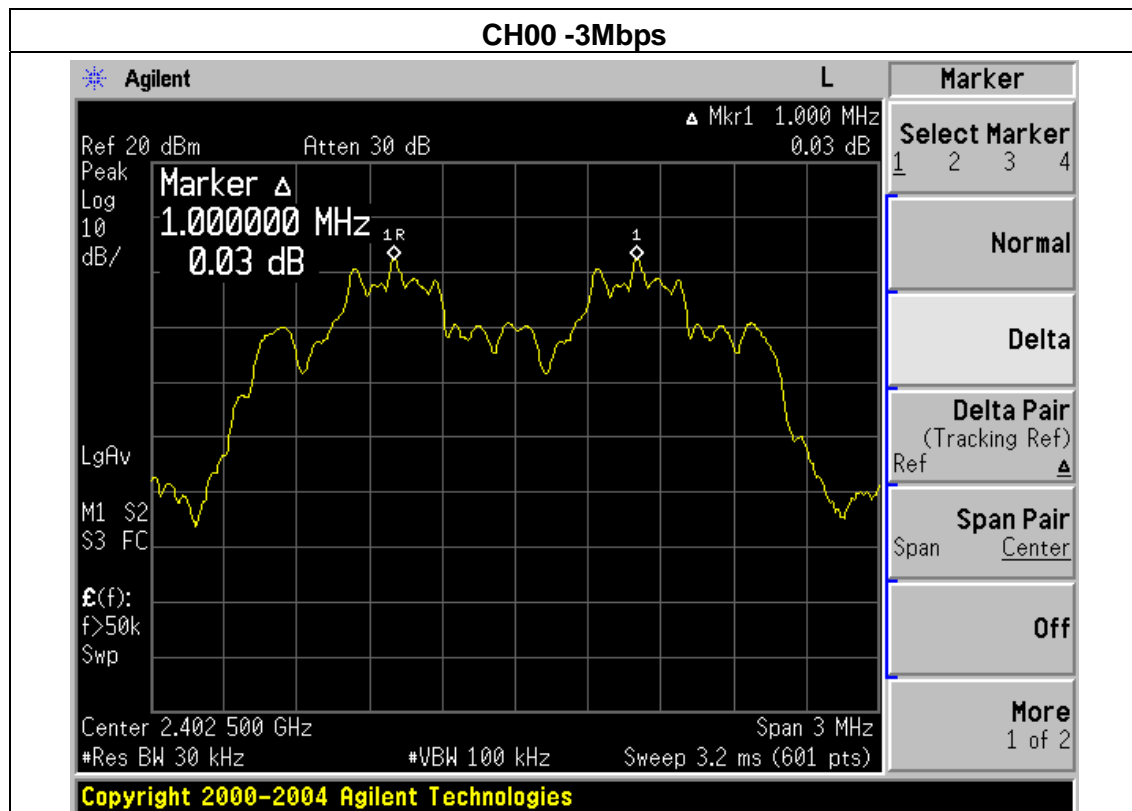 CH00 -3Mbps
Agilent L Marker
Δ Mkr1 1.000 MHz
Ref 20 dBm Atten 30 dB 0.03 dB
Peak
Log
10
dB/
Marker Δ
1.000000 MHz
0.03 dB
1R 1
LgAv
M1 S2
S3 FC
£(f):
f>50k
Swp
Center 2.402 500 GHz Span 3 MHz
#Res BW 30 kHz #VBW 100 kHz Sweep 3.2 ms (601 pts)
Select Marker
1 2 3 4
Normal
Delta
Delta Pair
(Tracking Ref)
Ref Δ
Span Pair
Span Center
Off
More
1 of 2
Copyright 2000-2004 Agilent Technologies